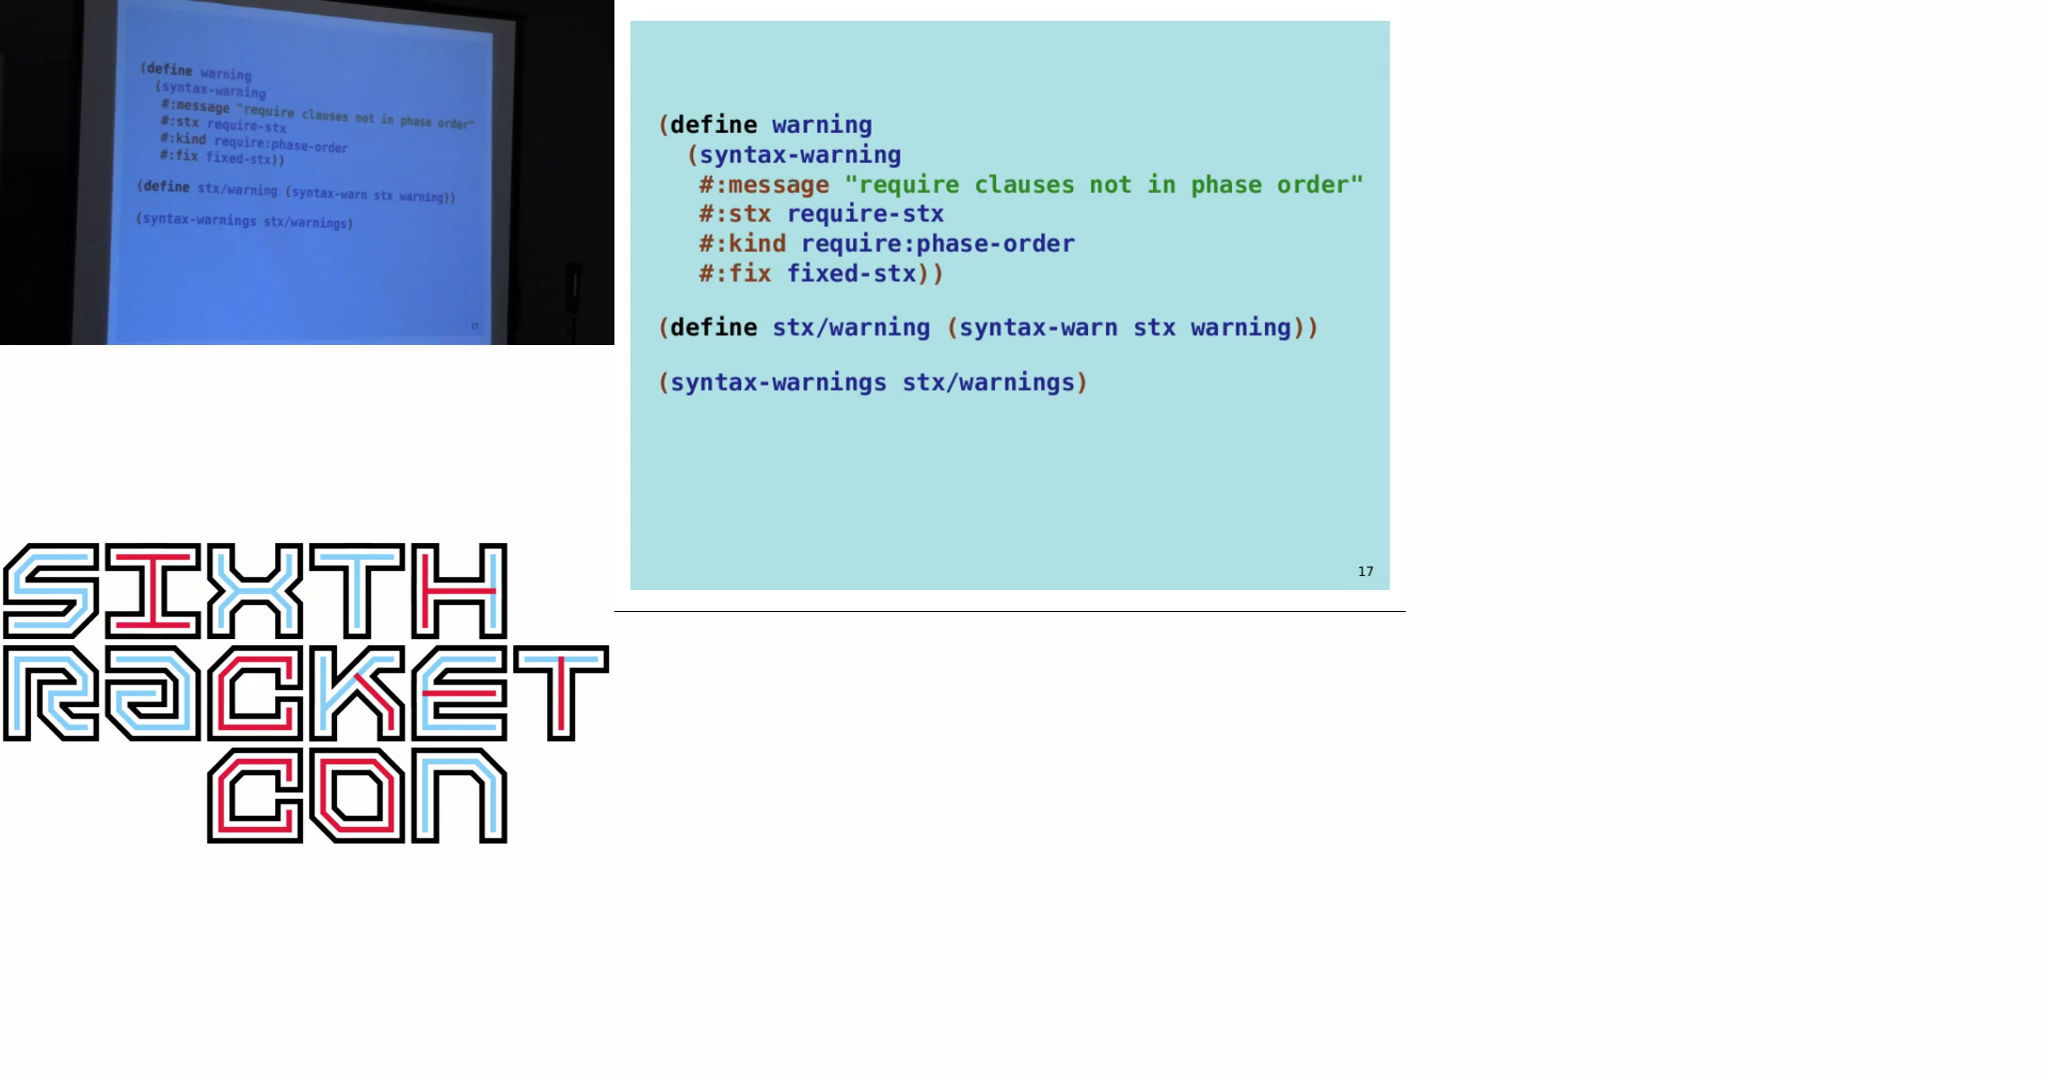 (define warning
(syntax-warning
#:message "require clauses not in phase order"
#:stx require-stx
#:kind require:phase-order
#:fix fixed-stx))
(define stx/warning (syntax-warn stx warning))
(syntax-warnings stx/warnings)
17
(define warning
(syntax-warning
#:message "require clauses not in phase order"
#:stx require-stx
#:kind require:phase-order
#:fix fixed-stx))
(define stx/warning (syntax-warn stx warning))
(syntax-warnings stx/warnings)
17
SIXTH
RaCKET
CON